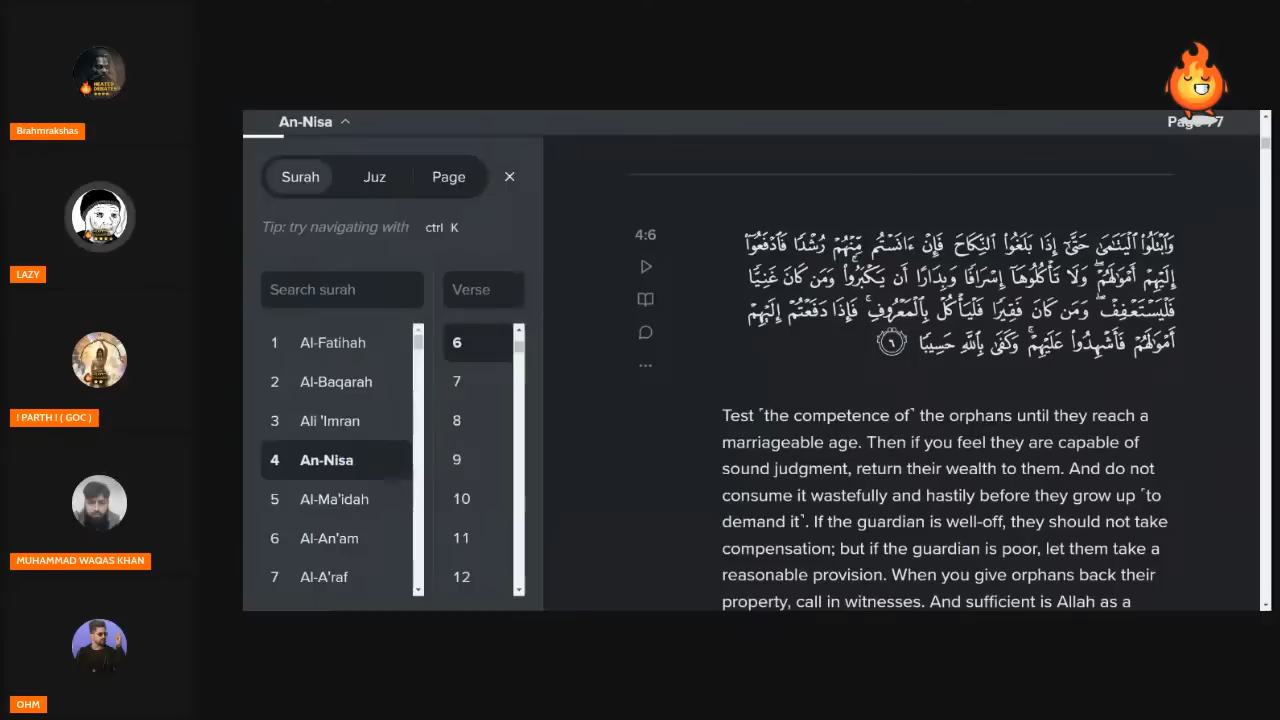 Brahmrakshas
LAZY
! PARTH ! ( GOC )
MUHAMMAD WAQAS KHAN
OHM
An-Nisa
Surah
Juz
Page
Tip: try navigating with ctrl K
Search surah
Verse
1 Al-Fatihah
2 Al-Baqarah
3 Ali 'Imran
4 An-Nisa
5 Al-Ma'idah
6 Al-An'am
7 Al-A'raf
6
7
8
9
10
11
12
4:6
وَٱبْتَلُوا۟ ٱلْيَتَـٰمَىٰ حَتَّىٰٓ إِذَا بَلَغُوا۟ ٱلنِّكَاحَ فَإِنْ ءَانَسْتُم مِّنْهُمْ رُشْدًا فَٱدْفَعُوٓا۟
إِلَيْهِمْ أَمْوَٰلَهُمْ ۖ وَلَا تَأْكُلُوهَآ إِسْرَافًا وَبِدَارًا أَن يَكْبَرُوا۟ ۚ وَمَن كَانَ غَنِيًّا
فَلْيَسْتَعْفِفْ ۖ وَمَن كَانَ فَقِيرًا فَلْيَأْكُلْ بِٱلْمَعْرُوفِ ۚ فَإِذَا دَفَعْتُمْ إِلَيْهِمْ
أَمْوَٰلَهُمْ فَأَشْهِدُوا۟ عَلَيْهِمْ ۚ وَكَفَىٰ بِٱللَّهِ حَسِيبًا ٦
Test ˹the competence of˺ the orphans until they reach a
marriageable age. Then if you feel they are capable of
sound judgment, return their wealth to them. And do not
consume it wastefully and hastily before they grow up ˹to
demand it˺. If the guardian is well-off, they should not take
compensation; but if the guardian is poor, let them take a
reasonable provision. When you give orphans back their
property, call in witnesses. And sufficient is Allah as a